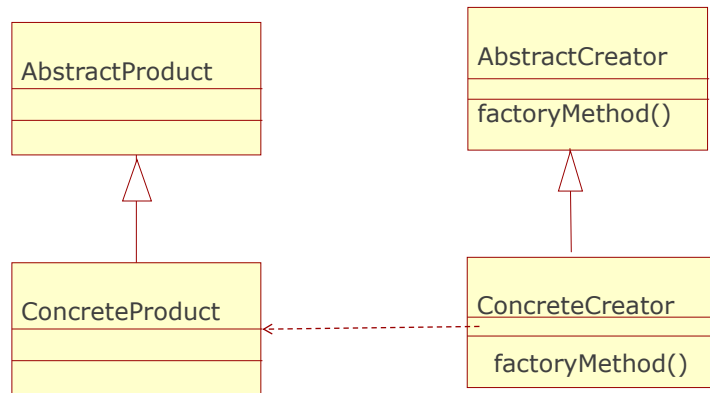 AbstractProduct
AbstractCreator
factoryMethod()
ConcreteProduct
ConcreteCreator
factoryMethod()